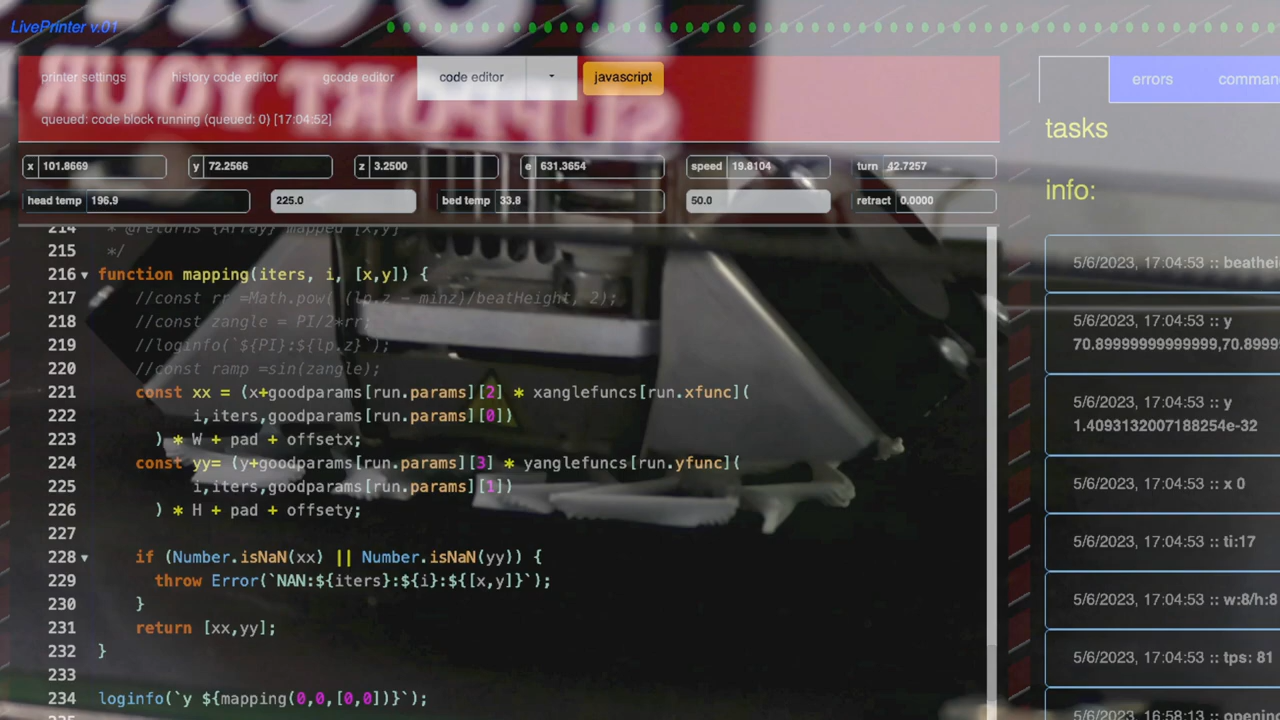 LivePrinter v.01
printer settings history code editor gcode editor code editor javascript
queued: code block running (queued: 0) [17:04:52]
x 101.8669 y 72.2566 z 3.2500 e 631.3654 speed 19.8104 turn 42.7257
head temp 196.9 225.0 bed temp 33.8 50.0 retract 0.0000
SUPPORT YOUR
errors comman
tasks
info:
214 * @returns {Array} mapped [x,y]
215 */
216 function mapping(iters, i, [x,y]) {
217 //const rr =Math.pow( (lp.z - minz)/beatHeight, 2);
218 //const zangle = PI/2*rr;
219 //loginfo(`${PI}:${lp.z}`);
220 //const ramp =sin(zangle);
221 const xx = (x+goodparams[run.params][2] * xanglefuncs[run.xfunc](
222 i,iters,goodparams[run.params][0])
223 ) * W + pad + offsetx;
224 const yy= (y+goodparams[run.params][3] * yanglefuncs[run.yfunc](
225 i,iters,goodparams[run.params][1])
226 ) * H + pad + offsety;
227
228 if (Number.isNaN(xx) || Number.isNaN(yy)) {
229 throw Error(`NAN:${iters}:${i}:${[x,y]}`);
230 }
231 return [xx,yy];
232 }
233
234 loginfo(`y ${mapping(0,0,[0,0])}`);
5/6/2023, 17:04:53 :: beathei
5/6/2023, 17:04:53 :: y
70.89999999999999,70.8999
5/6/2023, 17:04:53 :: y
1.4093132007188254e-32
5/6/2023, 17:04:53 :: x 0
5/6/2023, 17:04:53 :: ti:17
5/6/2023, 17:04:53 :: w:8/h:8
5/6/2023, 17:04:53 :: tps: 81
5/6/2023, 16:58:13 :: opening